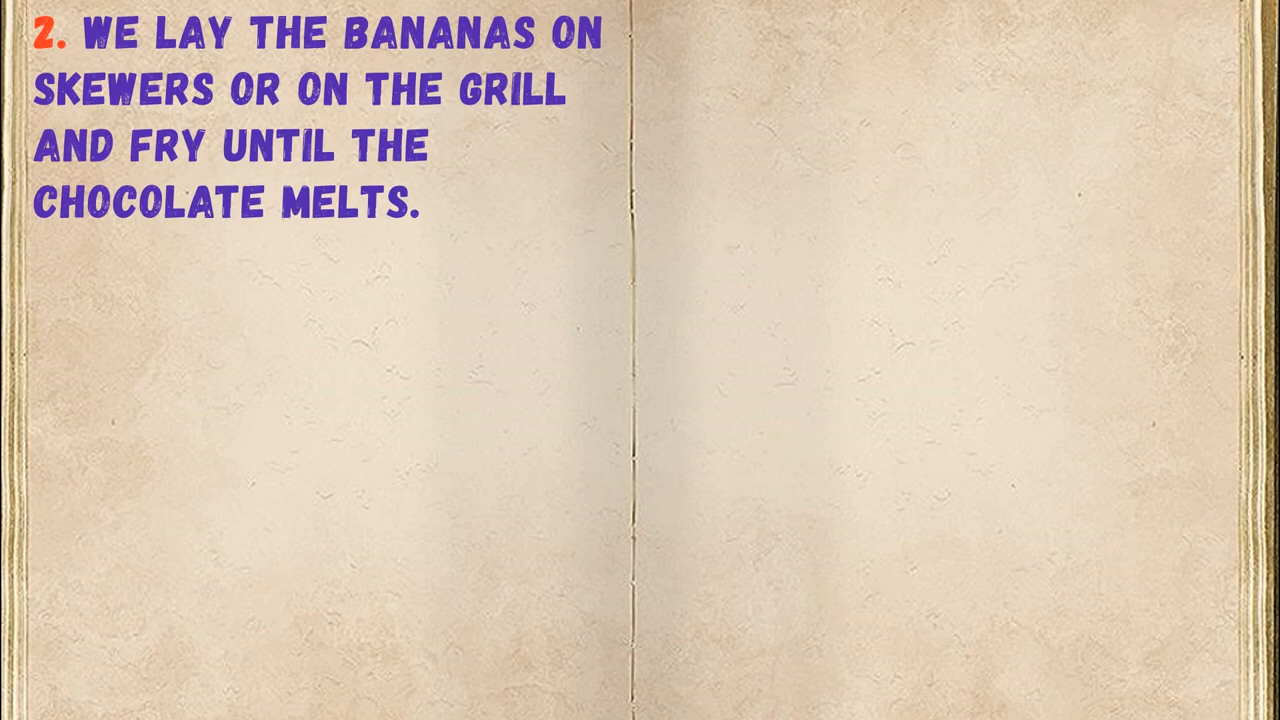 2. WE LAY THE BANANAS ON
SKEWERS OR ON THE GRILL
AND FRY UNTIL THE
CHOCOLATE MELTS.